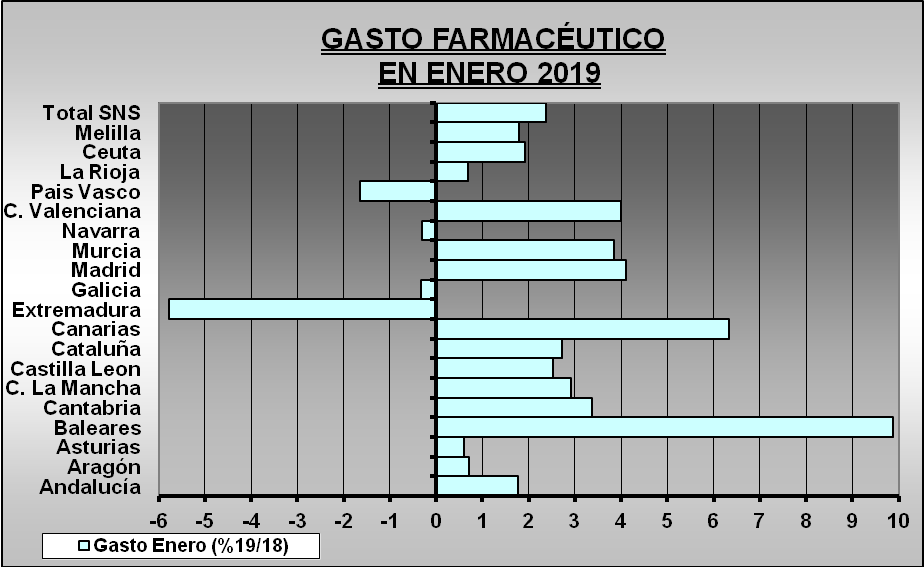 GASTO FARMACÉUTICO
EN ENERO 2019
Total SNS
Melilla
Ceuta
La Rioja
Pais Vasco
C. Valenciana
Navarra
Murcia
Madrid
Galicia
Extremadura
Canarias
Cataluña
Castilla Leon
C. La Mancha
Cantabria
Baleares
Asturias
Aragón
Andalucía
-6 -5 -4 -3 -2 -1 0 1 2 3 4 5 6 7 8 9 10
Gasto Enero (%19/18)